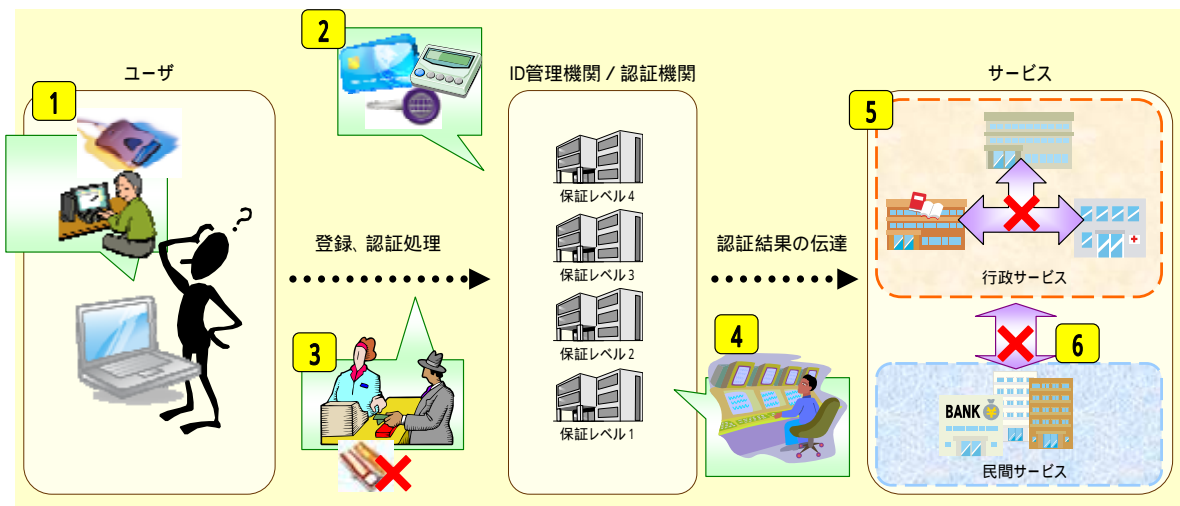 ユーザ
1
2
ID管理機関 / 認証機関
サービス
5
保証レベル4
登録、認証処理
保証レベル3
認証結果の伝達
行政サービス
保証レベル2
3
4
6
保証レベル1
BANK ¥
民間サービス